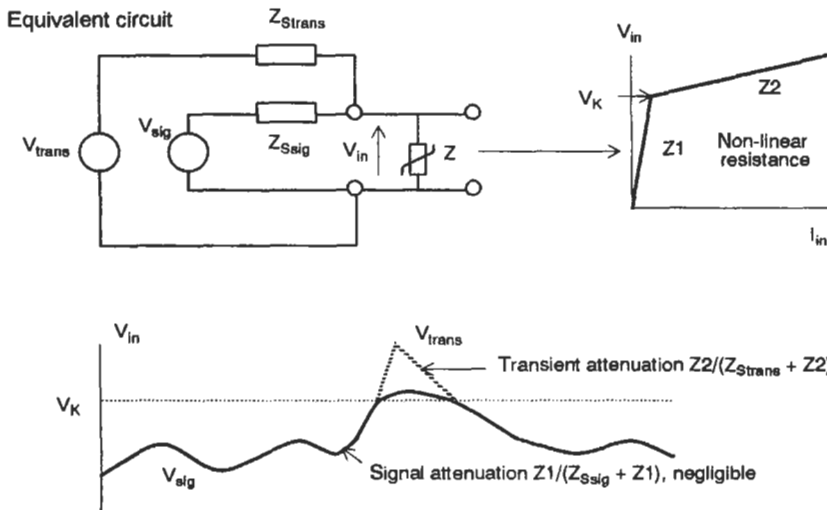 Equivalent circuit
Z_Strans
V_in
V_K
Z2
Z1
Non-linear
resistance
I_in
V_trans
V_sig
Z_Ssig
V_in
Z
V_in
V_trans
Transient attenuation Z2/(Z_Strans + Z2)
V_K
V_sig
Signal attenuation Z1/(Z_Ssig + Z1), negligible